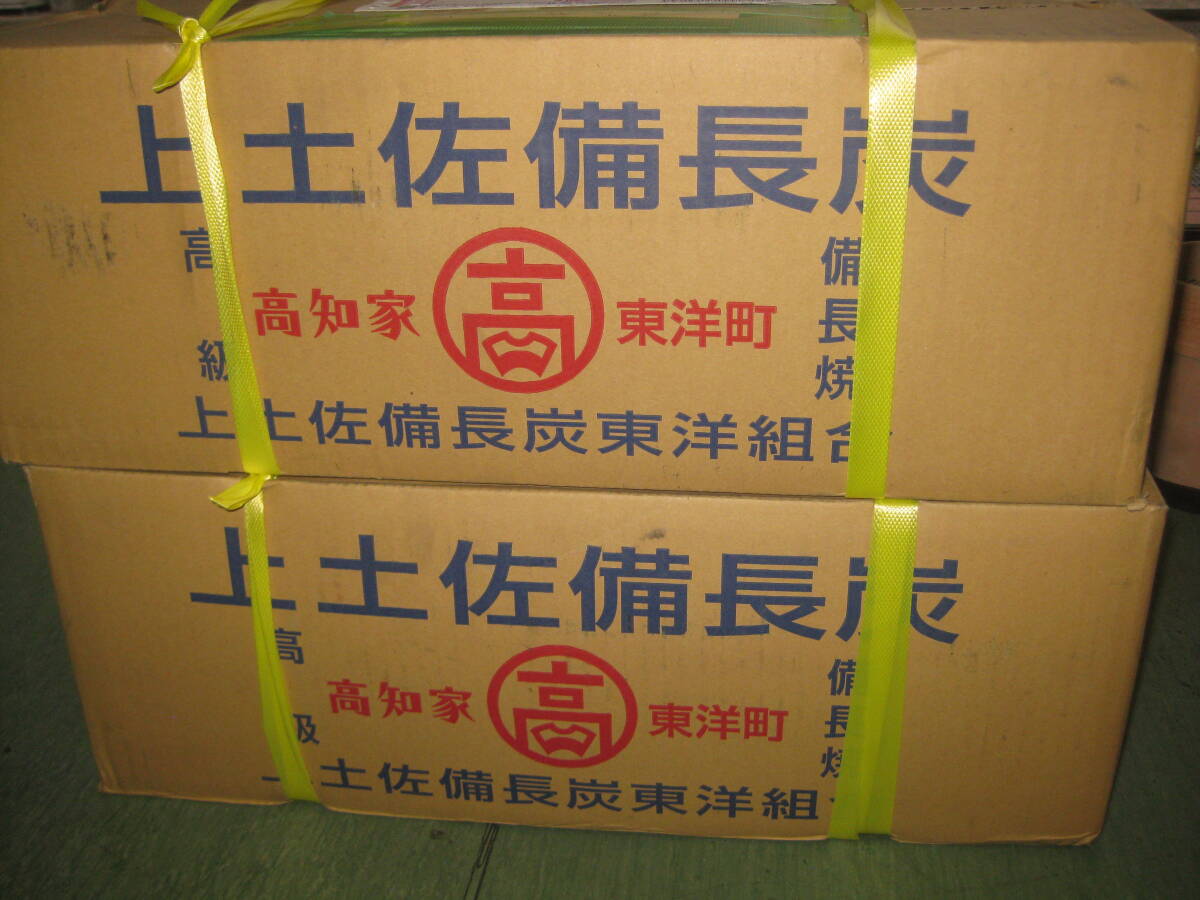 上土佐備長炭
高級
高知家 高 東洋町
備長焼
上土佐備長炭東洋組合
上土佐備長炭
高級
高知家 高 東洋町
備長焼
上土佐備長炭東洋組合